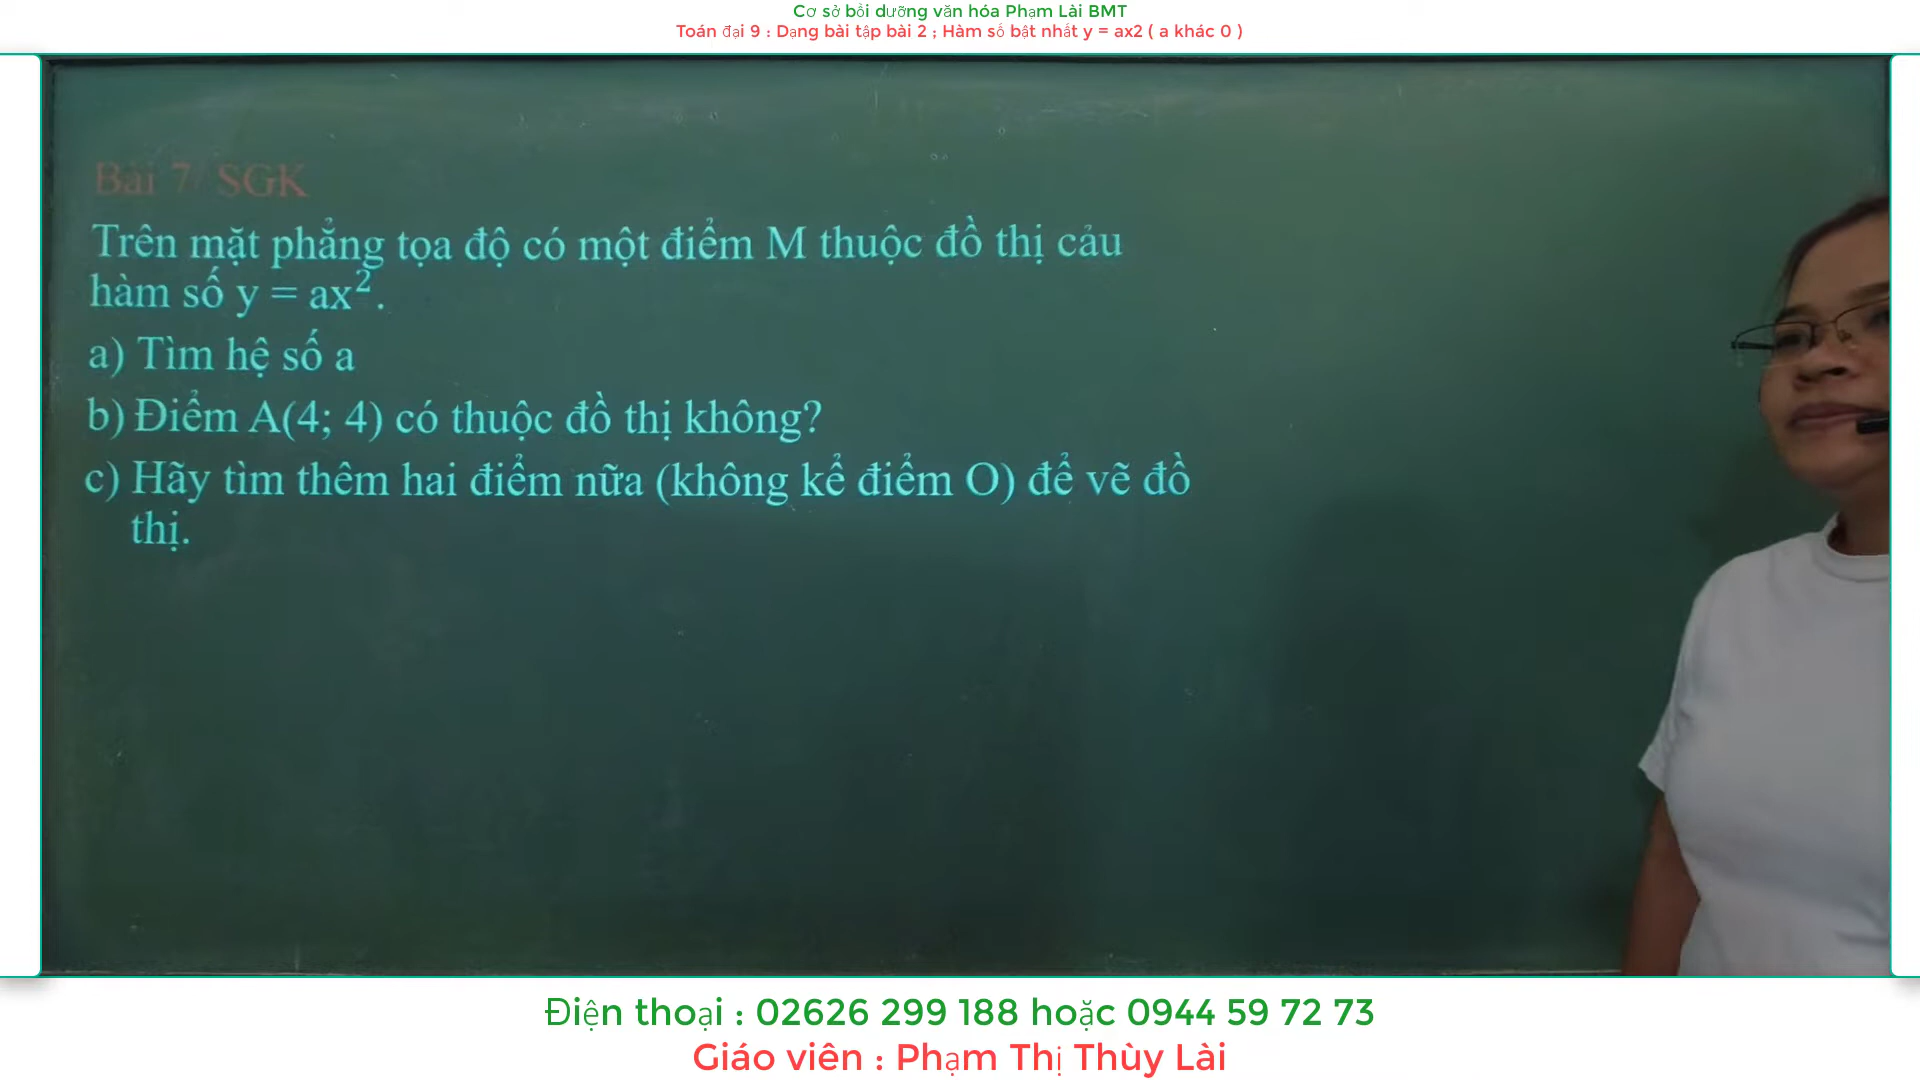 Cơ sở bồi dưỡng văn hóa Phạm Lài BMT
Toán đại 9 : Dạng bài tập bài 2 ; Hàm số bật nhất y = ax2 ( a khác 0 )
Bài 7/ SGK
Trên mặt phẳng tọa độ có một điểm M thuộc đồ thị cảu
hàm số y = ax².
a) Tìm hệ số a
b) Điểm A(4; 4) có thuộc đồ thị không?
c) Hãy tìm thêm hai điểm nữa (không kể điểm O) để vẽ đồ
thị.
Điện thoại : 02626 299 188 hoặc 0944 59 72 73
Giáo viên : Phạm Thị Thùy Lài